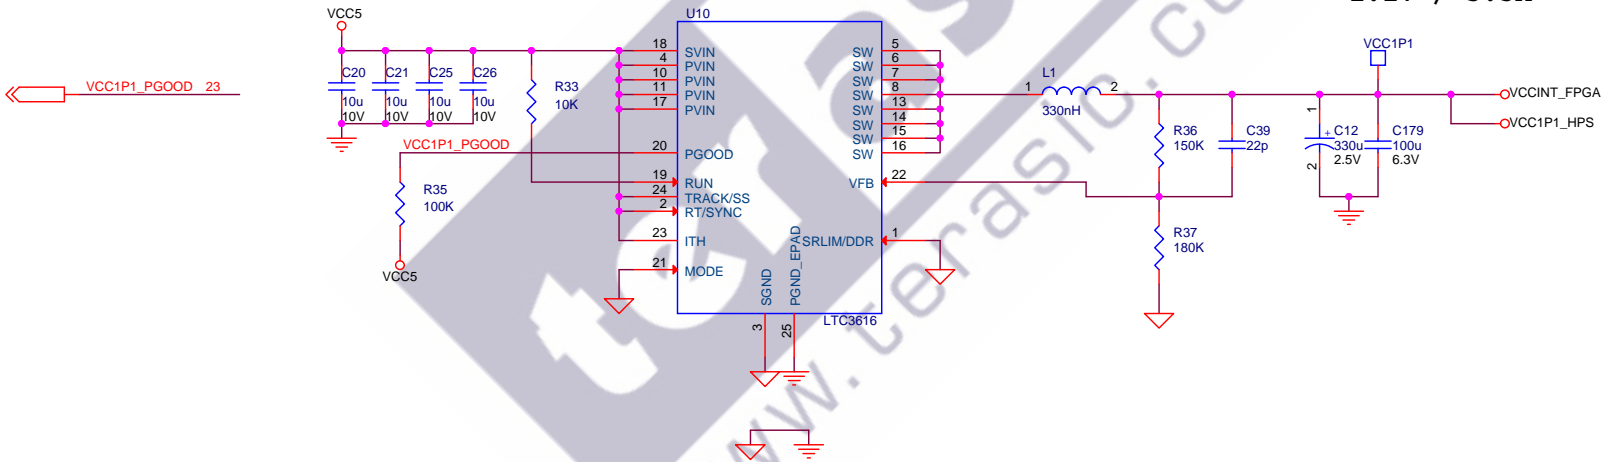 VCC5
U10
VCC1P1_PGOOD 23
C20
10u
10V
C21
10u
10V
C25
10u
10V
C26
10u
10V
R33
10K
VCC1P1_PGOOD
R35
100K
VCC5
18 SVIN
4 PVIN
10 PVIN
11 PVIN
17 PVIN
20 PGOOD
19 RUN
24 TRACK/SS
2 RT/SYNC
23 ITH
21 MODE
SW 5
SW 6
SW 7
SW 8
SW 13
SW 14
SW 15
SW 16
VFB 22
SRLIM/DDR 1
SGND
3
PGND_EPAD
25
LTC3616
1 L1 2
330nH
R36
150K
C39
22p
R37
180K
VCC1P1
1
+
2
C12
330u
2.5V
C179
100u
6.3V
VCCINT_FPGA
VCC1P1_HPS
terasic
www.terasic.c